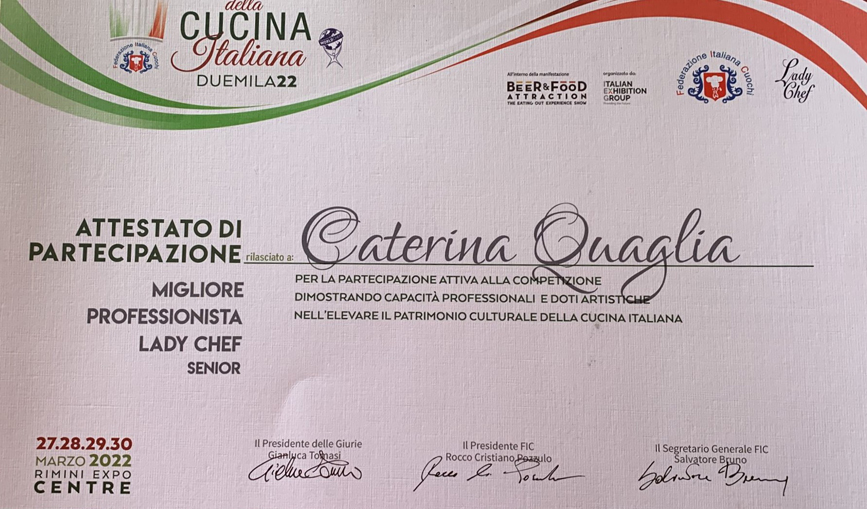 della
CUCINA
Italiana
DUEMILA22
Federazione Italiana Cuochi
All'interno della manifestazione
BEER&FOOD
ATTRACTION
THE EATING OUT EXPERIENCE SHOW
organizzato da:
ITALIAN
EXHIBITION
GROUP
Federazione Italiana Cuochi
Lady
Chef
ATTESTATO DI
PARTECIPAZIONE rilasciato a: Caterina Quaglia
PER LA PARTECIPAZIONE ATTIVA ALLA COMPETIZIONE
DIMOSTRANDO CAPACITÀ PROFESSIONALI E DOTI ARTISTICHE
NELL'ELEVARE IL PATRIMONIO CULTURALE DELLA CUCINA ITALIANA
MIGLIORE
PROFESSIONISTA
LADY CHEF
SENIOR
27.28.29.30
MARZO 2022
RIMINI EXPO
CENTRE
Il Presidente delle Giurie
Gianluca Tomasi
Il Presidente FIC
Rocco Cristiano Pozzulo
Il Segretario Generale FIC
Salvatore Bruno